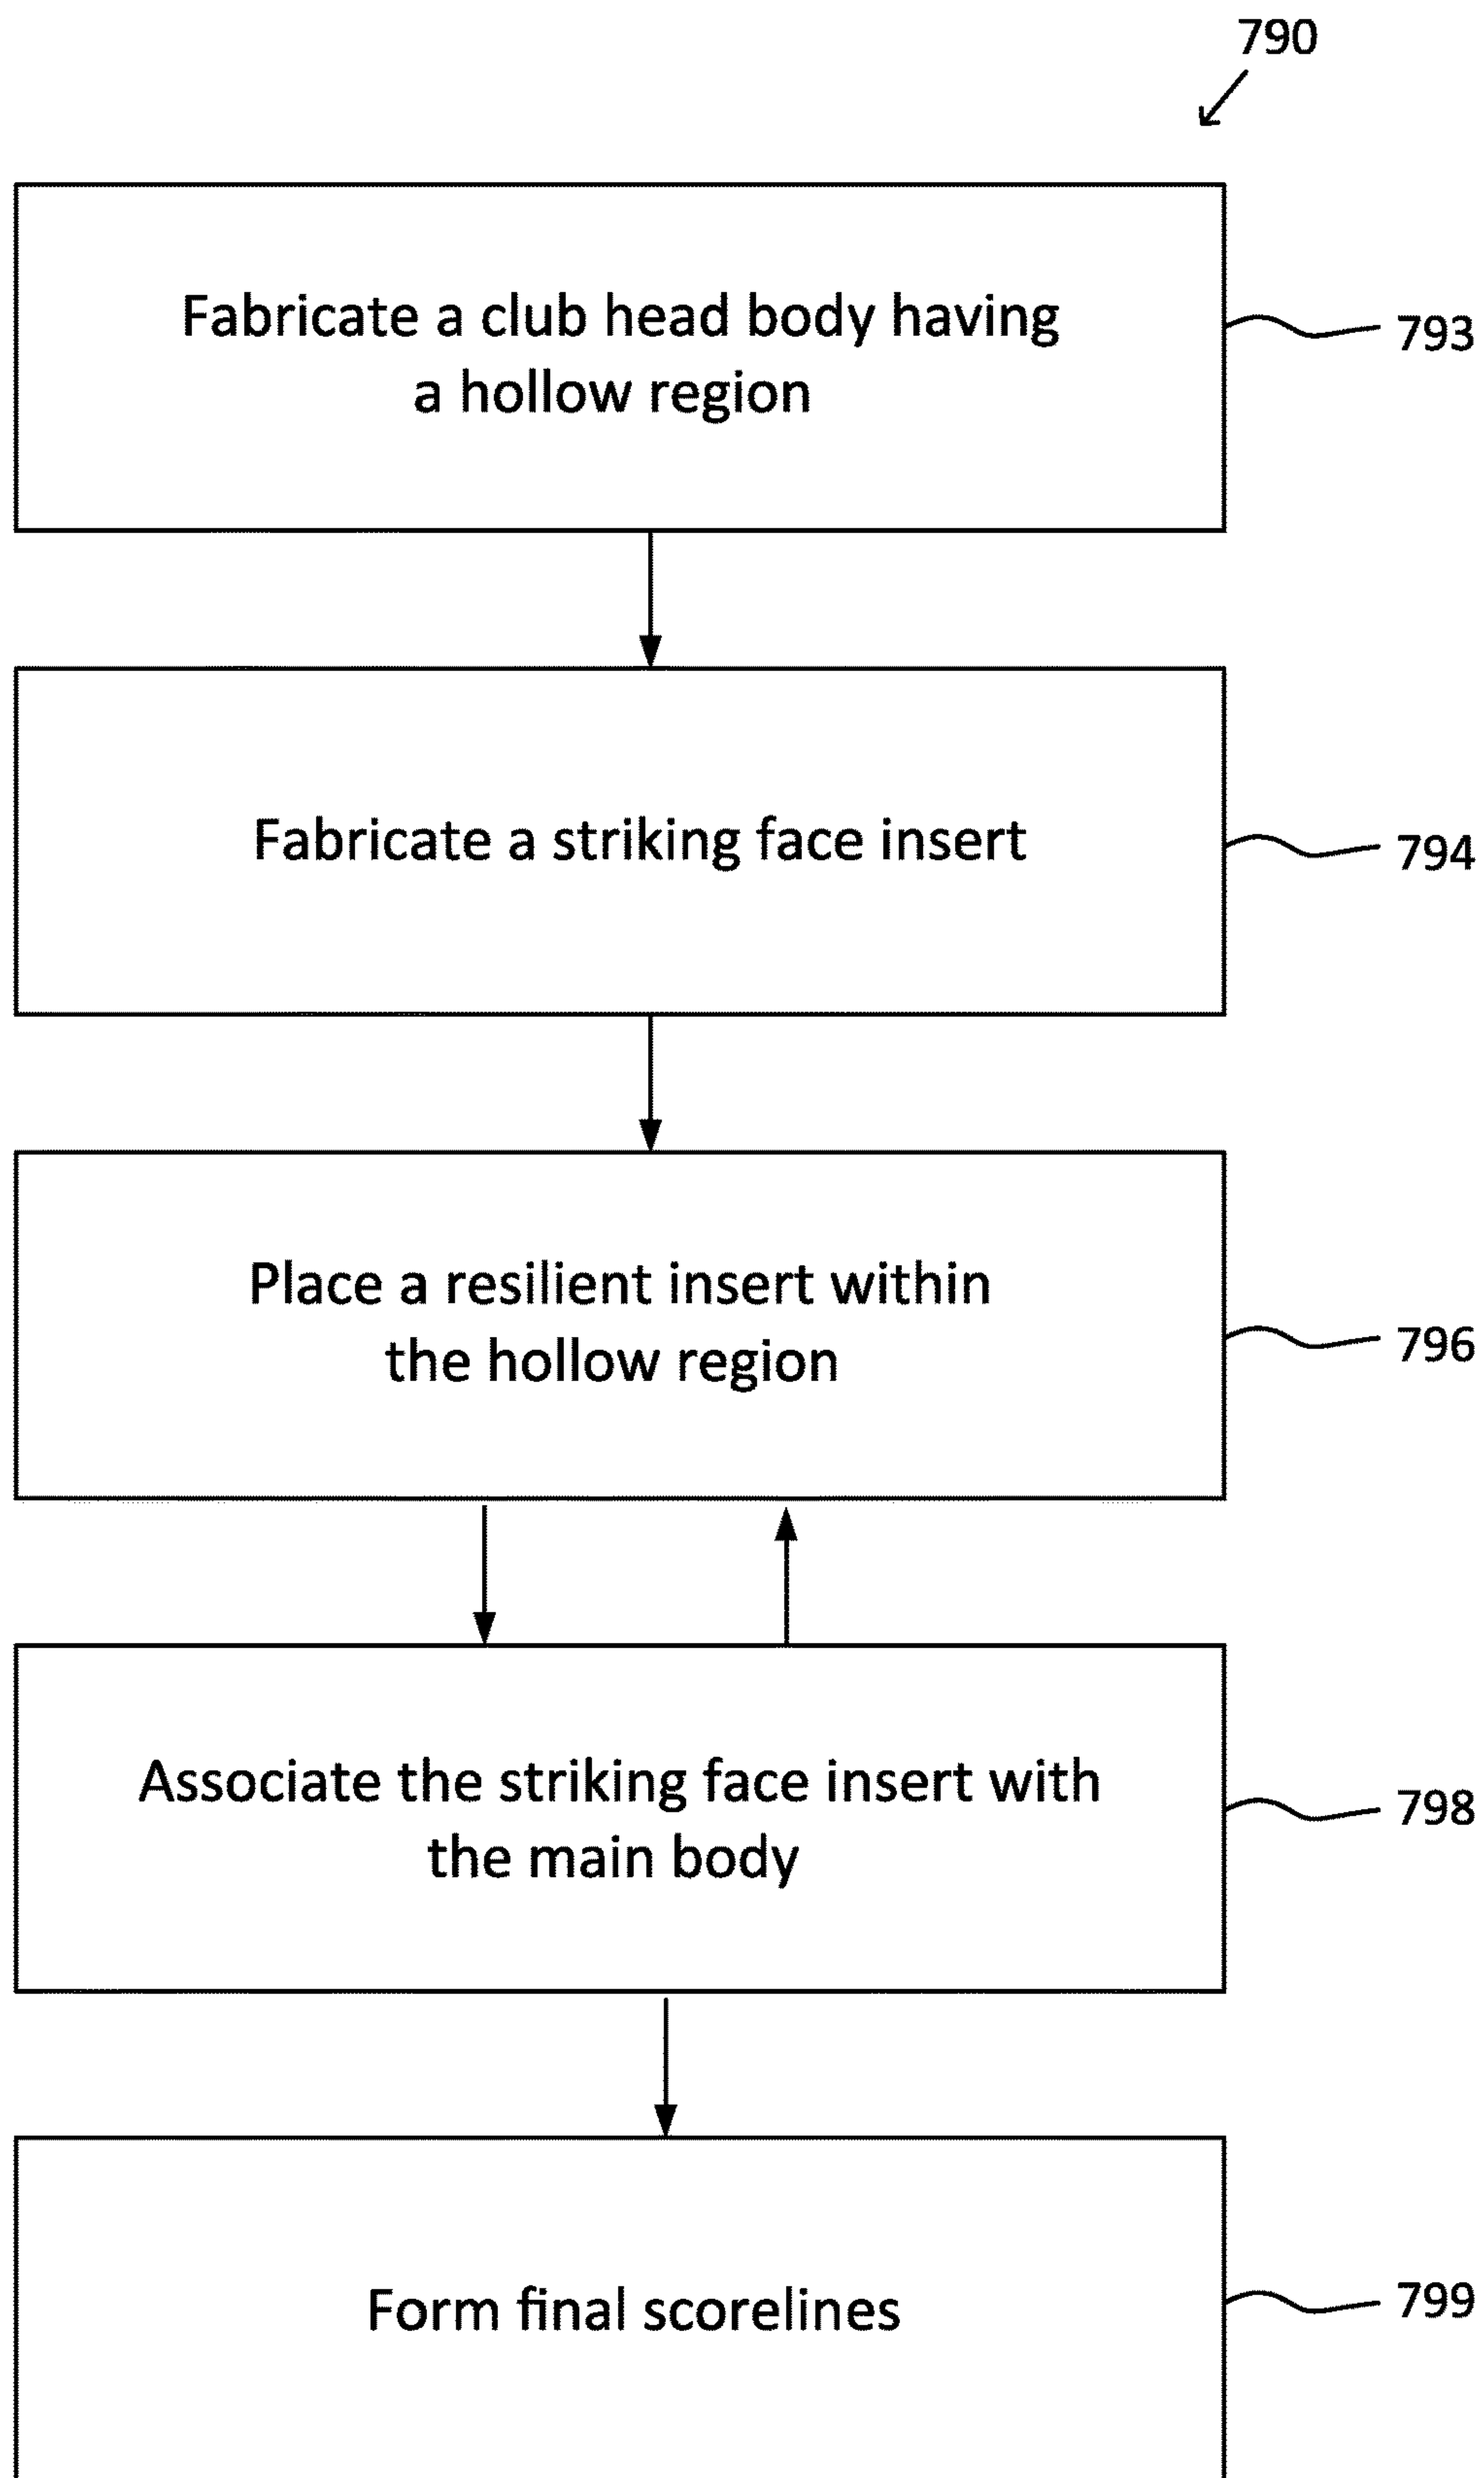 790
Fabricate a club head body having
a hollow region
793
Fabricate a striking face insert
794
Place a resilient insert within
the hollow region
796
Associate the striking face insert with
the main body
798
Form final scorelines
799